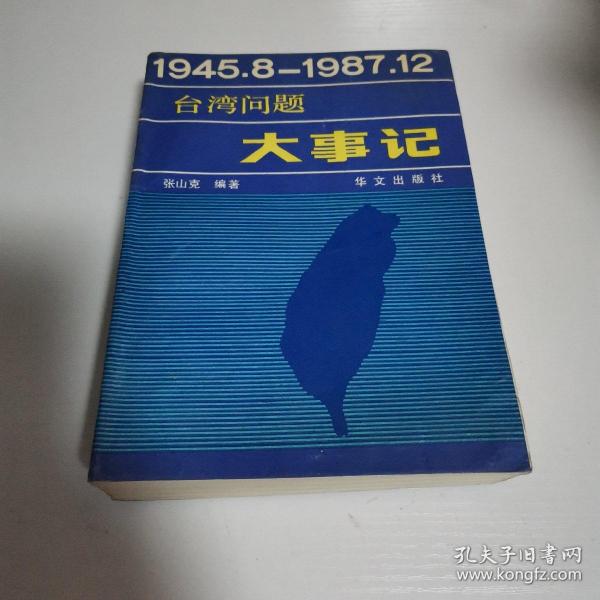 1945.8-1987.12
台湾问题
大事记
张山克 编著 华文出版社
孔夫子旧书网
www.kongfz.com